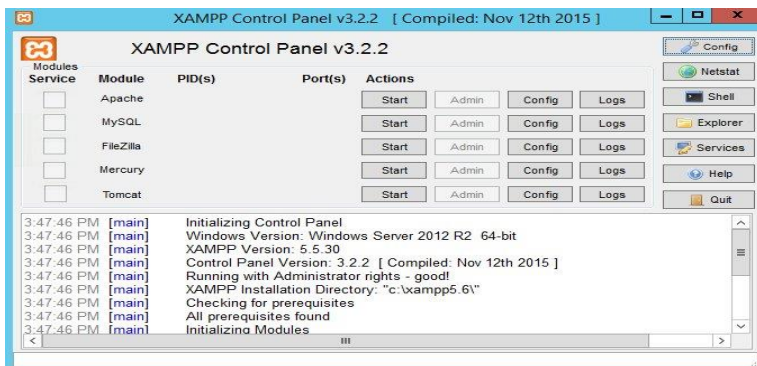 XAMPP Control Panel v3.2.2 [ Compiled: Nov 12th 2015 ]
XAMPP Control Panel v3.2.2
Config
Modules
Service Module PID(s) Port(s) Actions
Netstat
Apache Start Admin Config Logs
Shell
MySQL Start Admin Config Logs
Explorer
FileZilla Start Admin Config Logs
Services
Mercury Start Admin Config Logs
Help
Tomcat Start Admin Config Logs
Quit
3:47:46 PM [main] Initializing Control Panel
3:47:46 PM [main] Windows Version: Windows Server 2012 R2 64-bit
3:47:46 PM [main] XAMPP Version: 5.5.30
3:47:46 PM [main] Control Panel Version: 3.2.2 [ Compiled: Nov 12th 2015 ]
3:47:46 PM [main] Running with Administrator rights - good!
3:47:46 PM [main] XAMPP Installation Directory: "c:\xampp5.6\"
3:47:46 PM [main] Checking for prerequisites
3:47:46 PM [main] All prerequisites found
3:47:46 PM [main] Initializing Modules